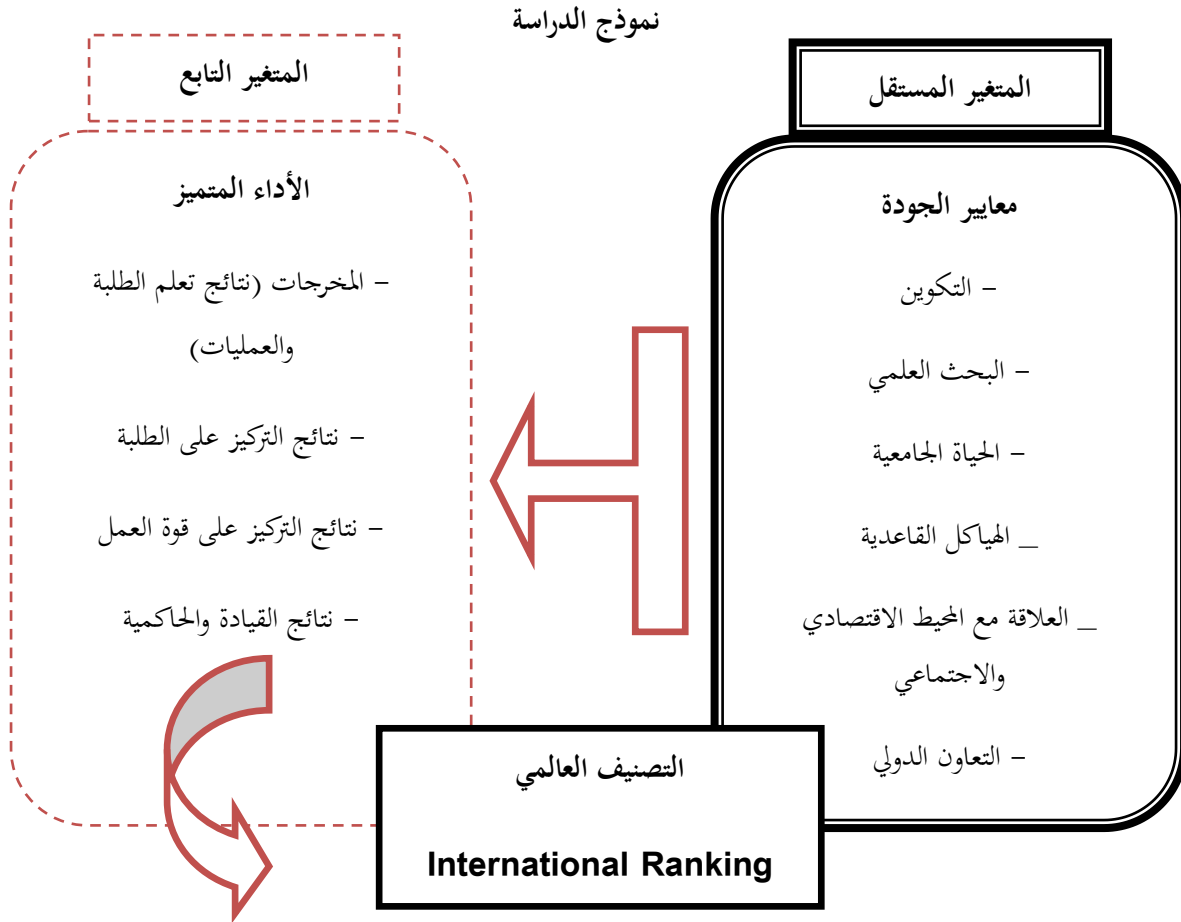 نموذج الدراسة
المتغير المستقل
معايير الجودة
- التكوين
- البحث العلمي
- الحياة الجامعية
_ الهياكل القاعدية
_ العلاقة مع المحيط الاقتصادي
والاجتماعي
- التعاون الدولي
المتغير التابع
الأداء المتميز
- المخرجات (نتائج تعلم الطلبة
والعمليات)
- نتائج التركيز على الطلبة
- نتائج التركيز على قوة العمل
- نتائج القيادة والحاكمية
التصنيف العالمي
International Ranking